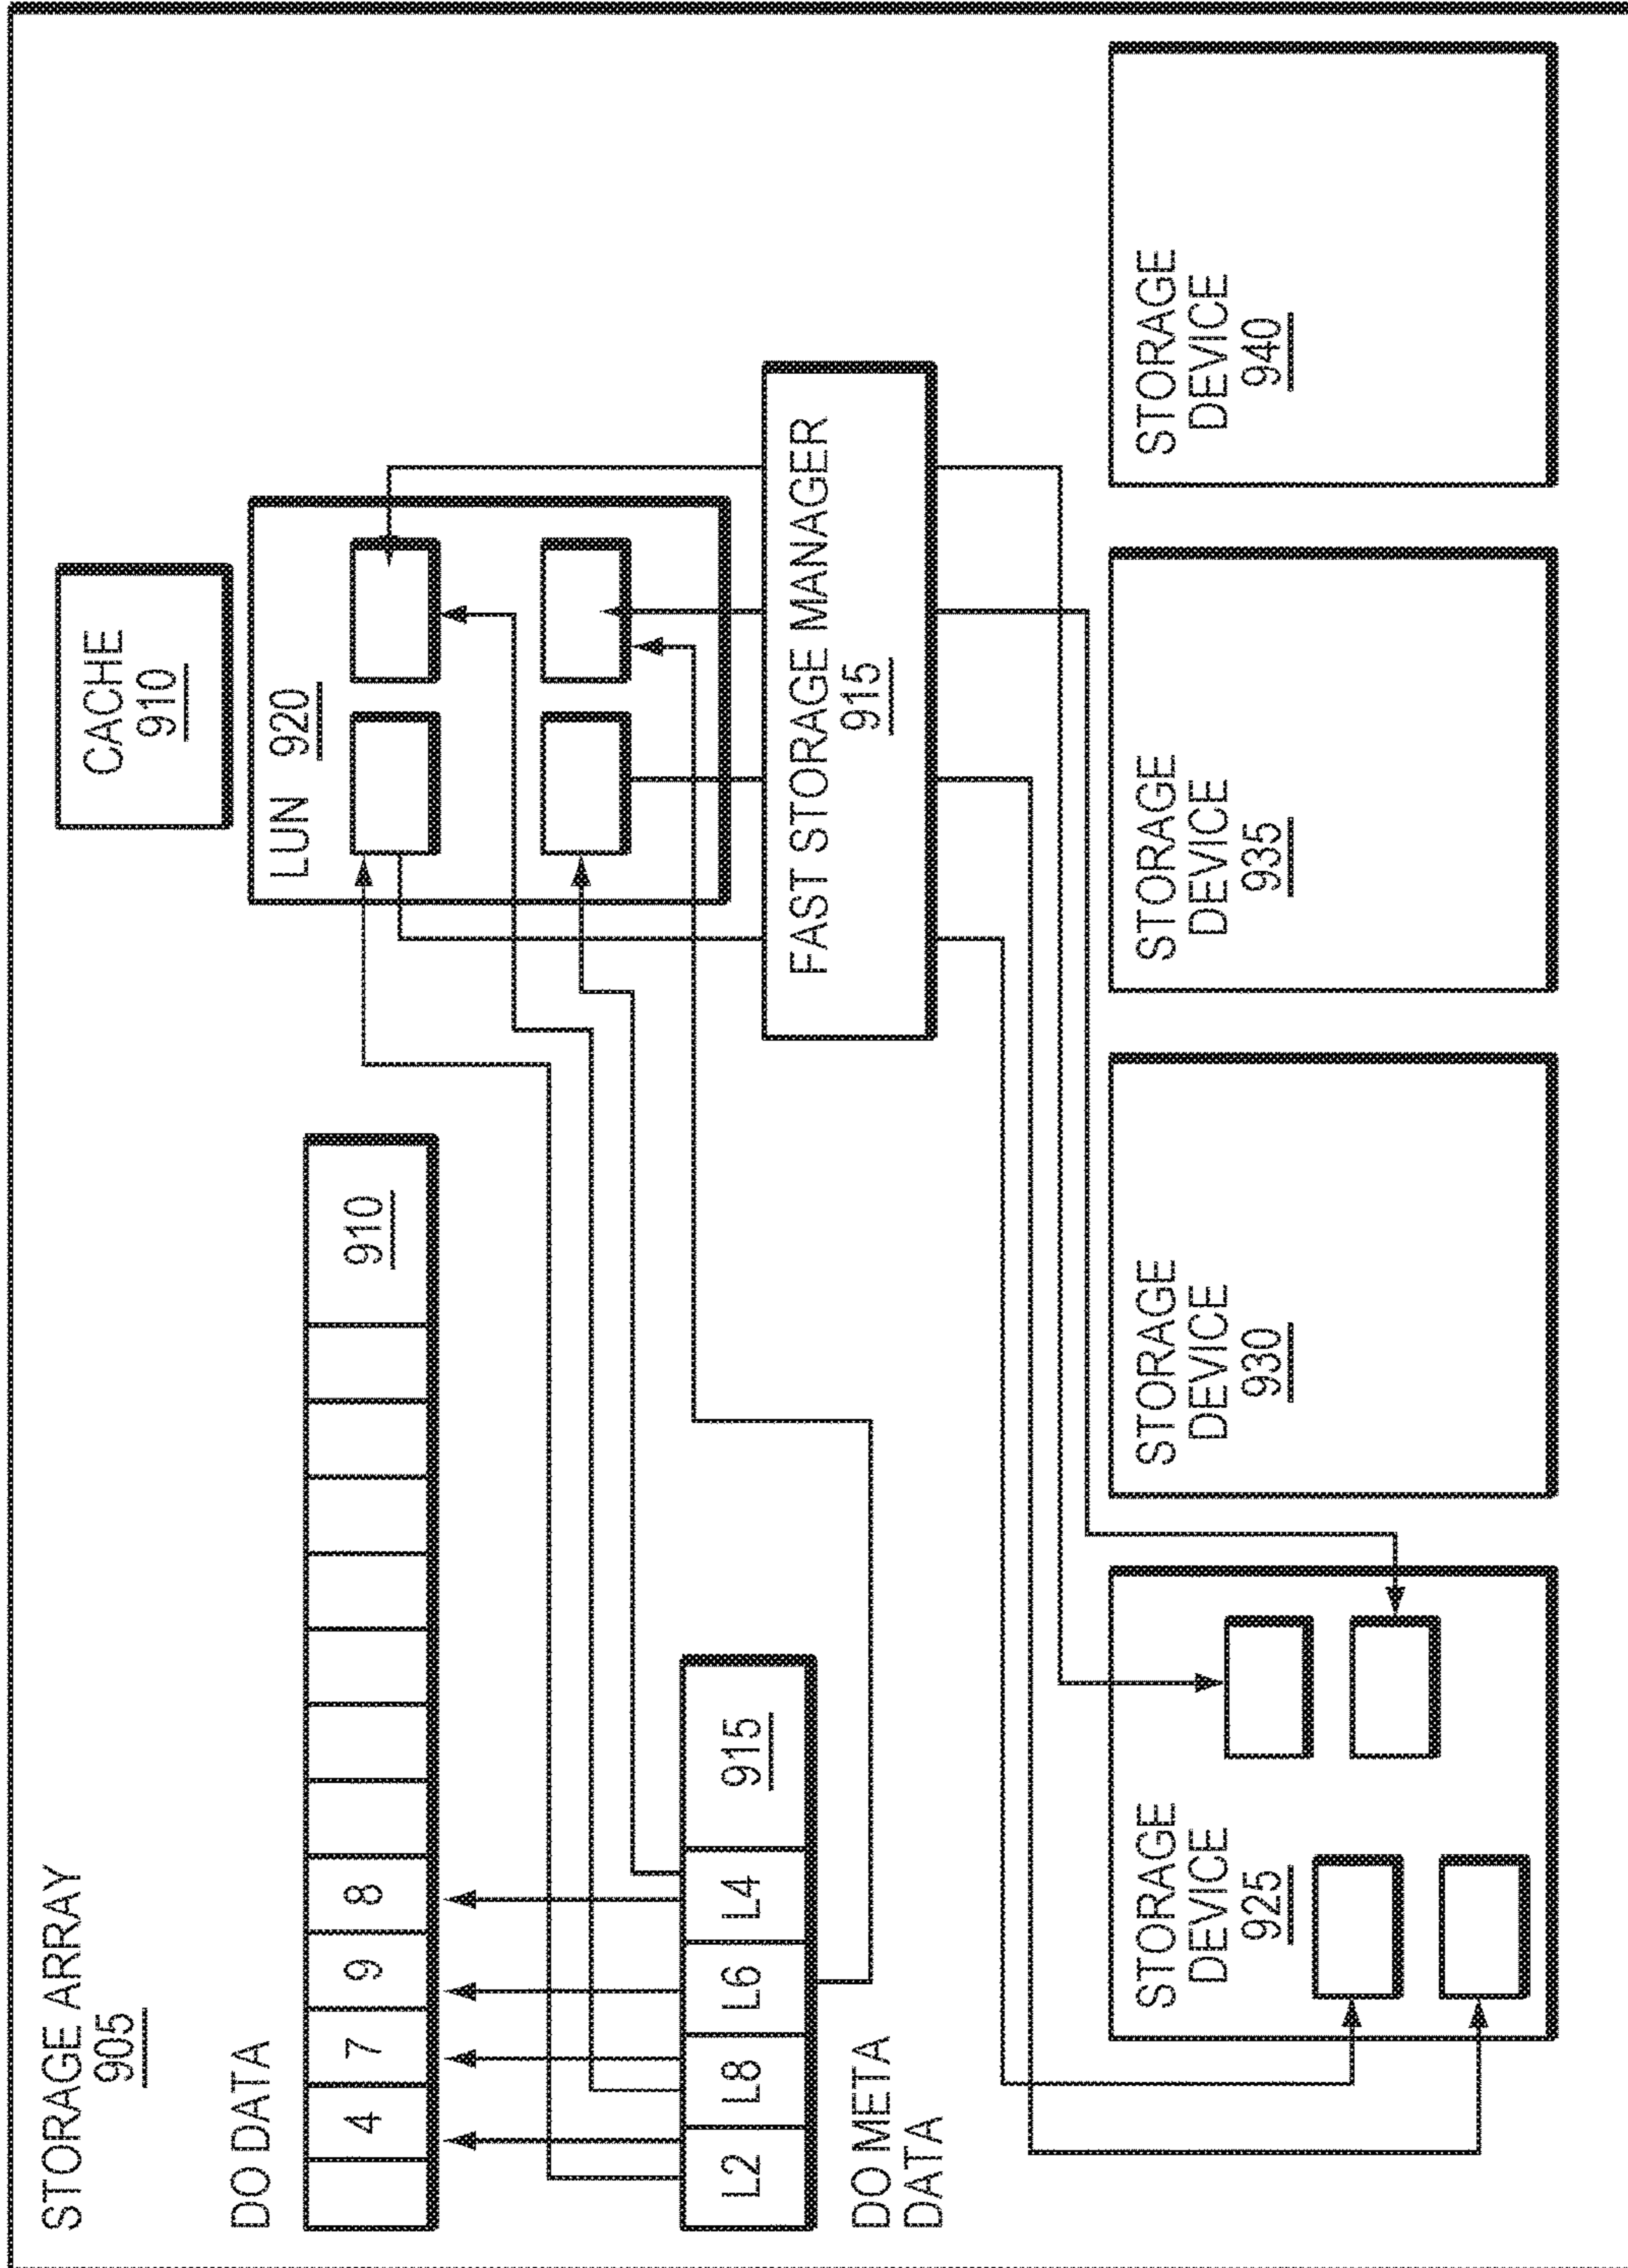 STORAGE ARRAY
905
CACHE
910
DO DATA
4 7 9 8 910
LUN 920
L2 L8 L6 L4 915
DO META
DATA
FAST STORAGE MANAGER
915
STORAGE
DEVICE
925
STORAGE
DEVICE
930
STORAGE
DEVICE
935
STORAGE
DEVICE
940